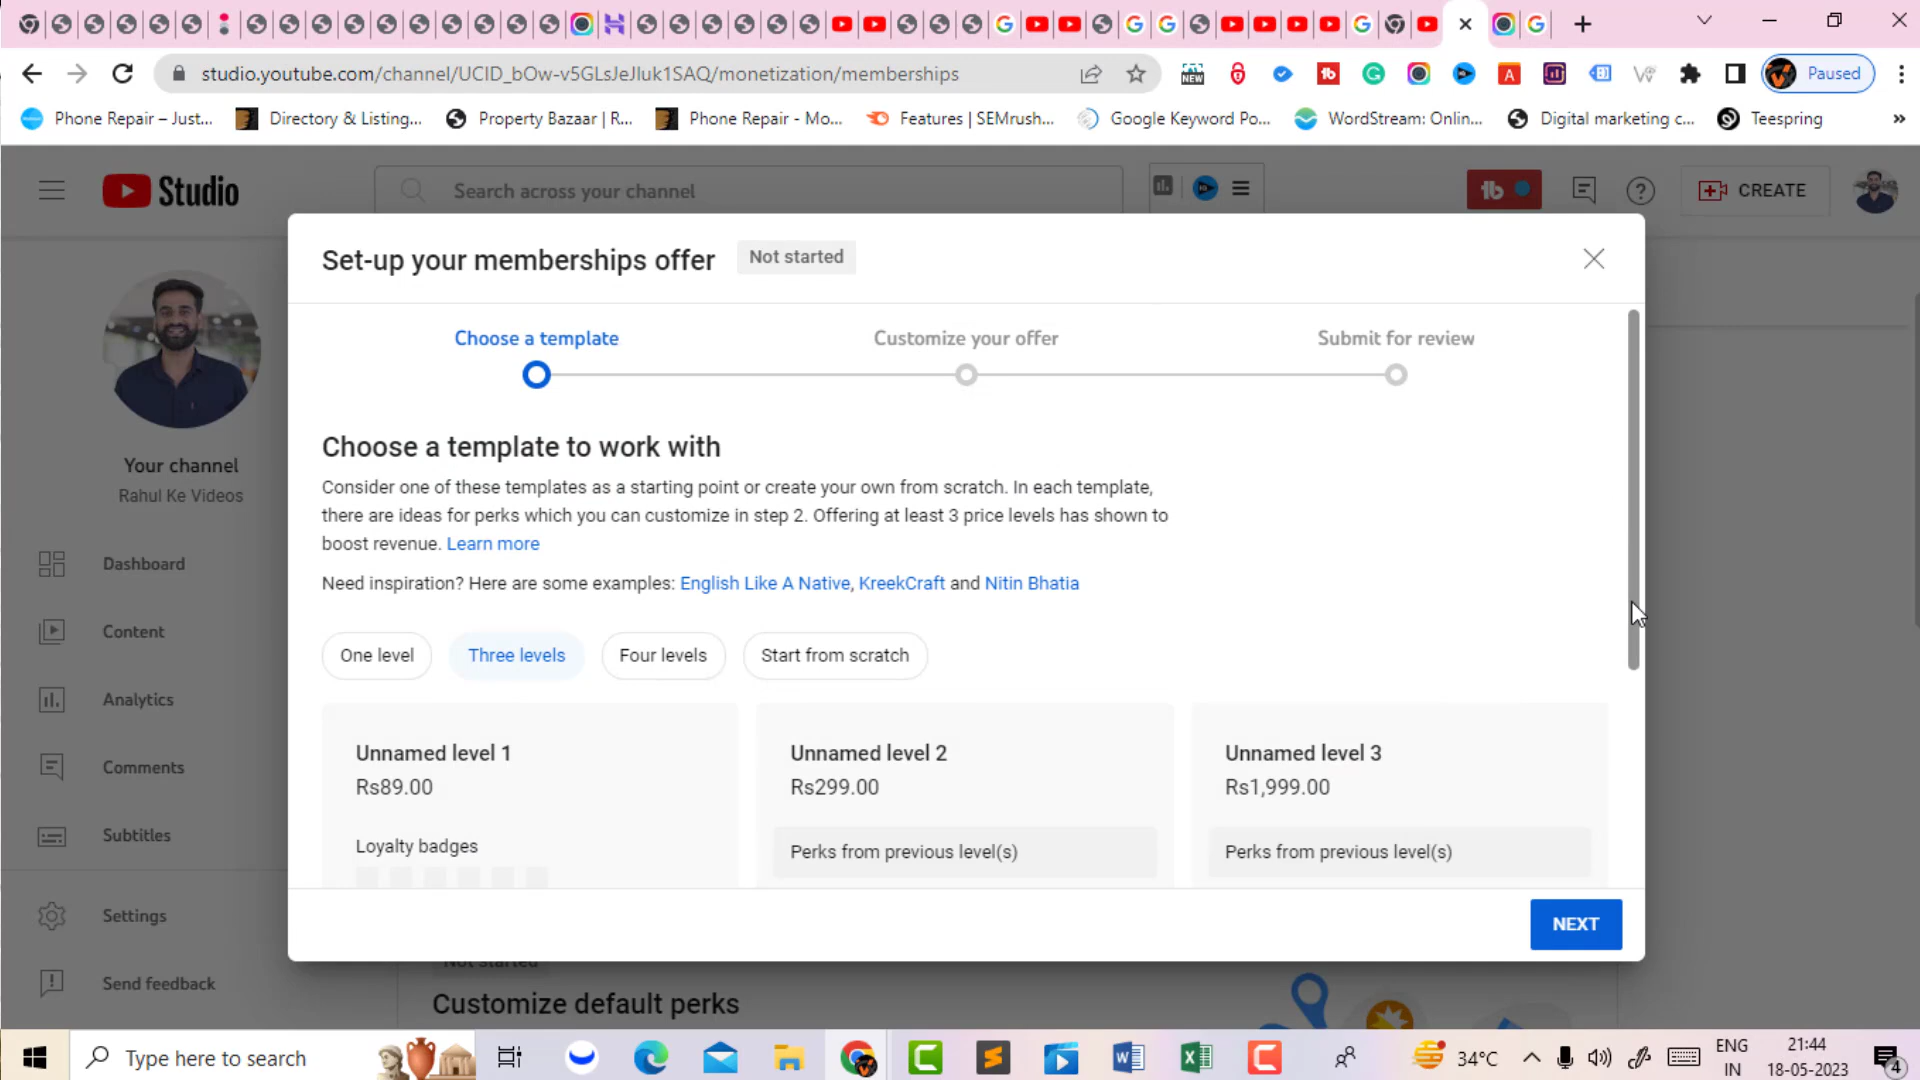 studio.youtube.com/channel/UCID_bOw-v5GLsJeJluk1SAQ/monetization/memberships
NEW
Paused
Phone Repair – Just...
Directory & Listing...
Property Bazaar | R...
Phone Repair - Mo...
Features | SEMrush...
Google Keyword Po...
WordStream: Onlin...
Digital marketing c...
Teespring
»
Studio
Search across your channel
CREATE
Set-up your memberships offer
Not started
Choose a template
Customize your offer
Submit for review
Choose a template to work with
Consider one of these templates as a starting point or create your own from scratch. In each template,
there are ideas for perks which you can customize in step 2. Offering at least 3 price levels has shown to
boost revenue. Learn more
Need inspiration? Here are some examples: English Like A Native, KreekCraft and Nitin Bhatia
One level
Three levels
Four levels
Start from scratch
Unnamed level 1
Rs89.00
Loyalty badges
Unnamed level 2
Rs299.00
Perks from previous level(s)
Unnamed level 3
Rs1,999.00
Perks from previous level(s)
NEXT
Your channel
Rahul Ke Videos
Dashboard
Content
Analytics
Comments
Subtitles
Settings
Send feedback
Not started
Customize default perks
Type here to search
34°C
ENG
IN
21:44
18-05-2023
4